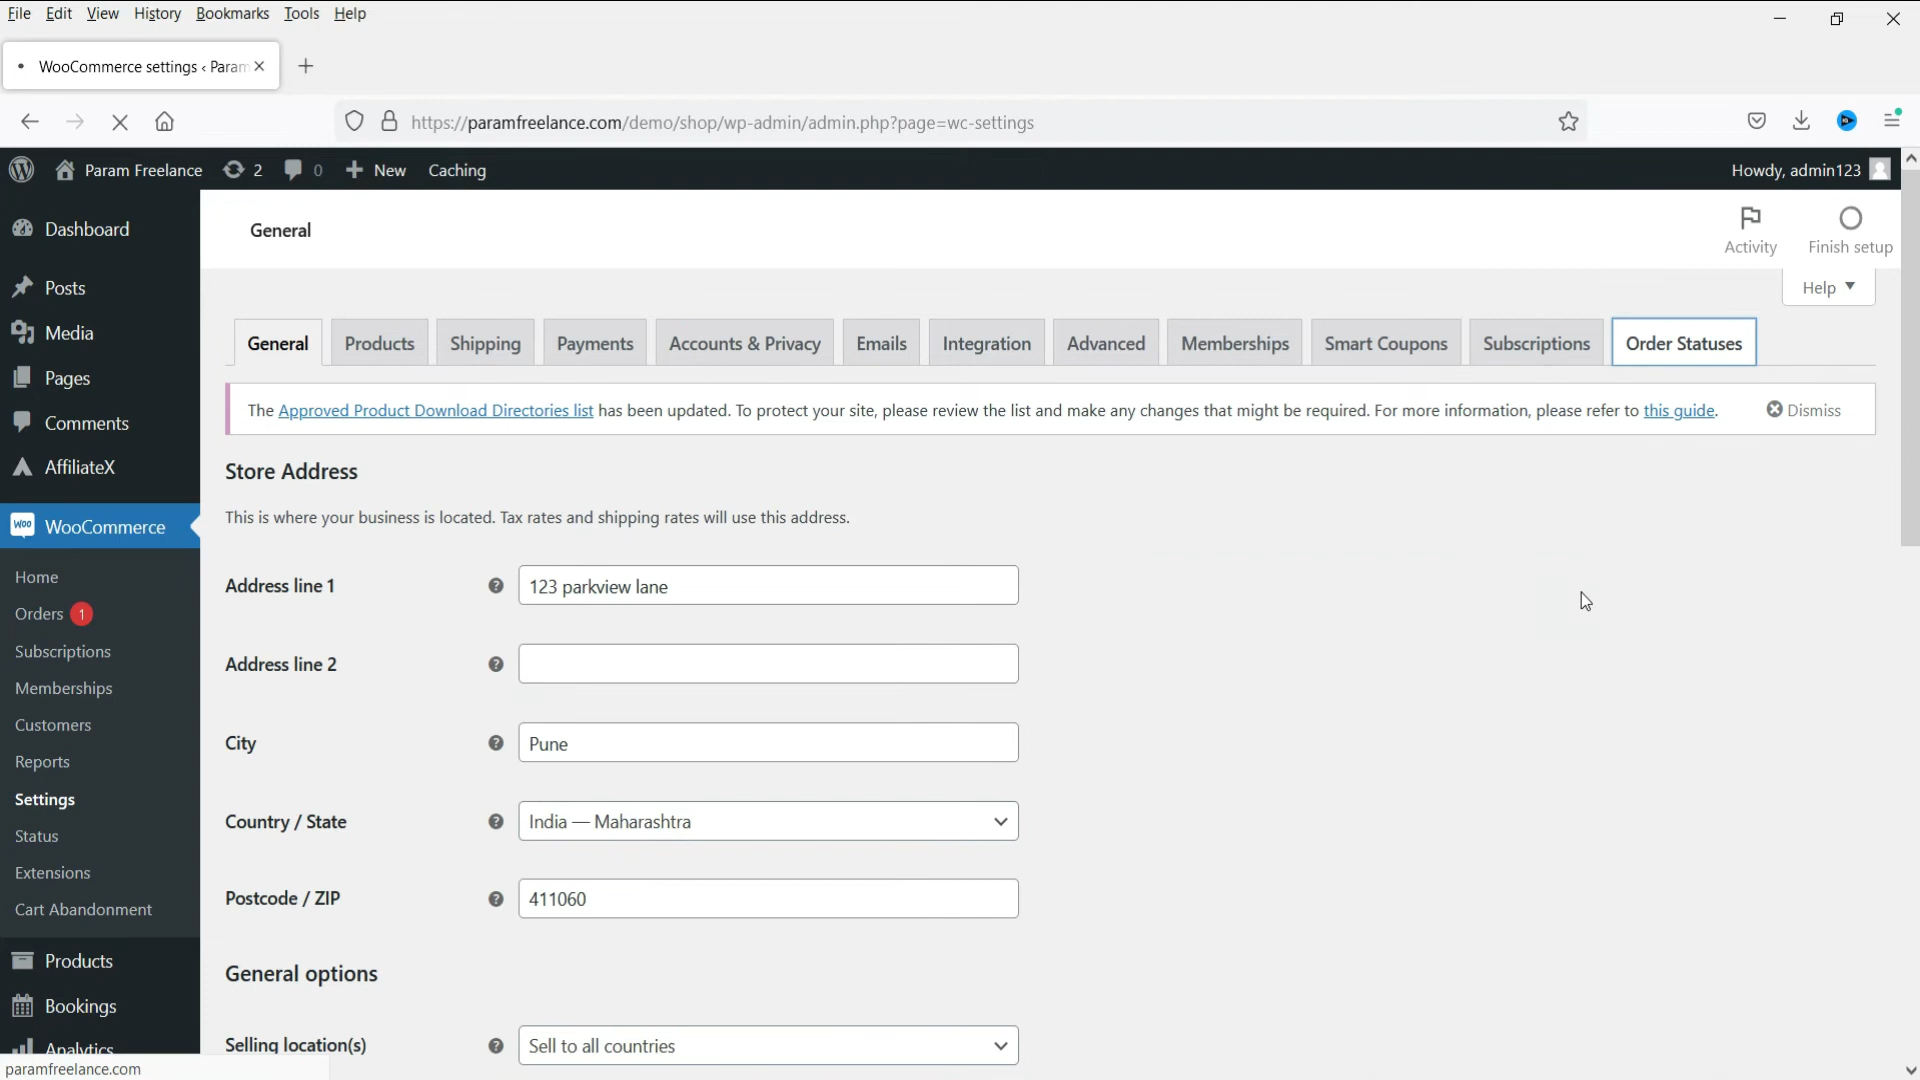 File Edit View History Bookmarks Tools Help
WooCommerce settings ‹ Param
https://paramfreelance.com/demo/shop/wp-admin/admin.php?page=wc-settings
Param Freelance 2 0 New Caching Howdy, admin123
Dashboard
Posts
Media
Pages
Comments
AffiliateX
WooCommerce
Home
Orders 1
Subscriptions
Memberships
Customers
Reports
Settings
Status
Extensions
Cart Abandonment
Products
Bookings
Analytics
General
Activity Finish setup
Help
General Products Shipping Payments Accounts & Privacy Emails Integration Advanced Memberships Smart Coupons Subscriptions Order Statuses
The Approved Product Download Directories list has been updated. To protect your site, please review the list and make any changes that might be required. For more information, please refer to this guide. Dismiss
Store Address
This is where your business is located. Tax rates and shipping rates will use this address.
Address line 1 123 parkview lane
Address line 2
City Pune
Country / State India — Maharashtra
Postcode / ZIP 411060
General options
Selling location(s) Sell to all countries
paramfreelance.com